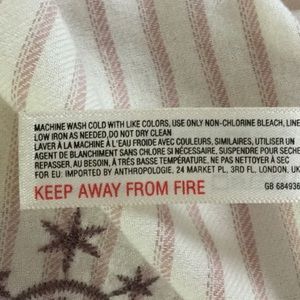 MACHINE WASH COLD WITH LIKE COLORS, USE ONLY NON-CHLORINE BLEACH, LINE
LOW IRON AS NEEDED, DO NOT DRY CLEAN
LAVER À LA MACHINE À L'EAU FROIDE AVEC COULEURS, SIMILAIRES, UTILISER UN
AGENT DE BLANCHIMENT SANS CHLORE SI NÉCESSAIRE, SUSPENDRE POUR SECHE
REPASSER, AU BESOIN, À TRÈS BASSE TEMPÉRATURE, NE PAS NETTOYER À SEC
FOR EU: IMPORTED BY ANTHROPOLOGIE, 24 MARKET PL, 3RD FL. LONDON, UK
KEEP AWAY FROM FIRE
GB 684936